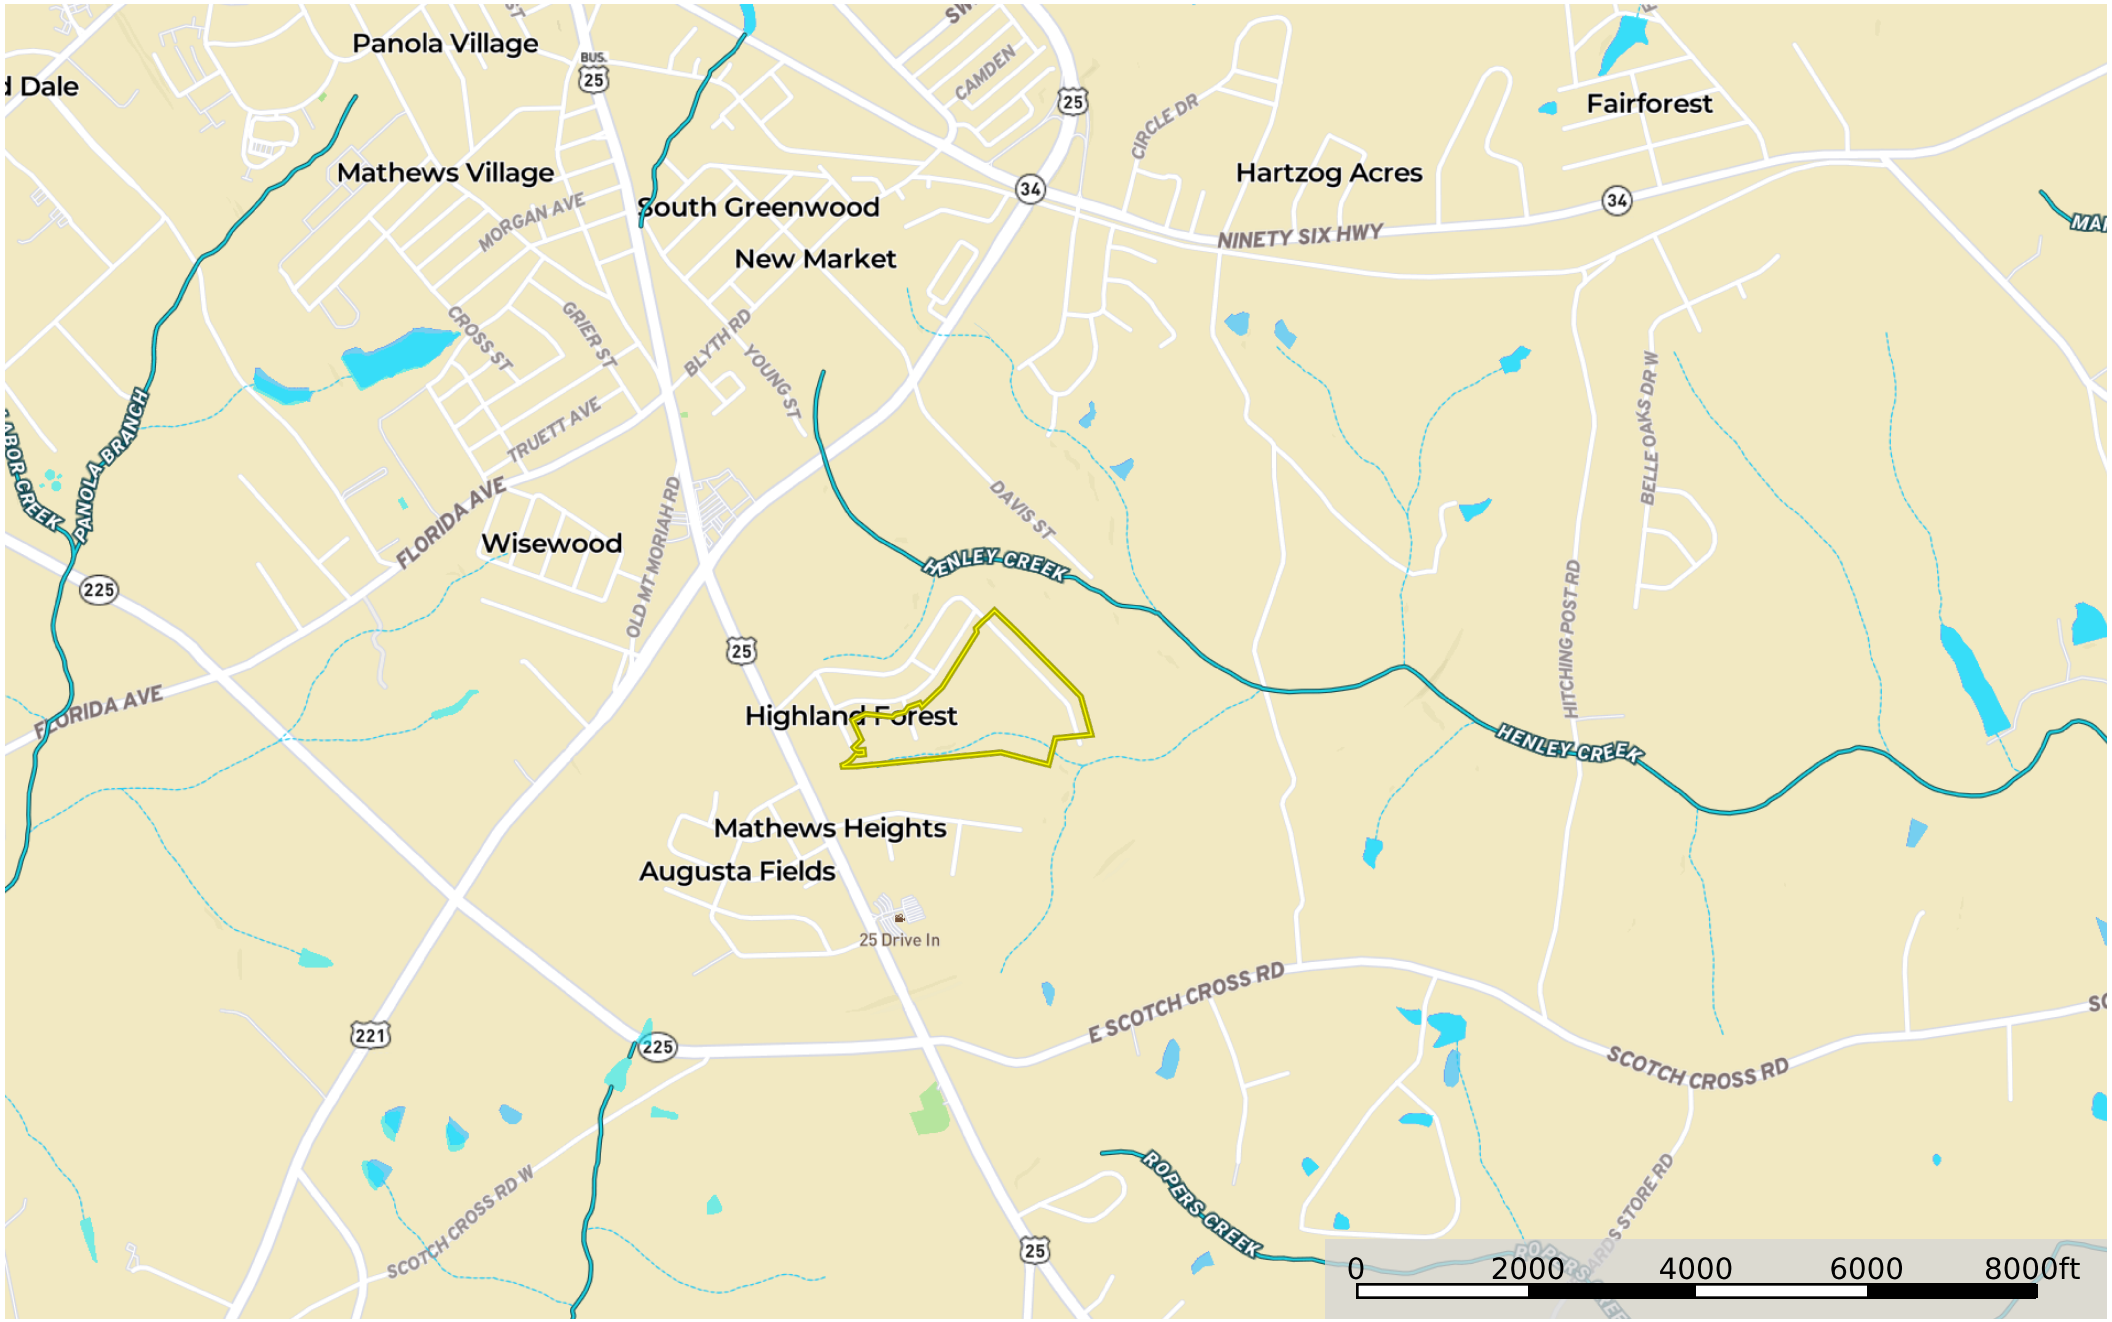 Panola Village
BUS.
25
d Dale
CAMDEN
25
Fairforest
CIRCLE DR
Mathews Village
Hartzog Acres
34
34
MORGAN AVE
South Greenwood
NINETY SIX HWY
New Market
CROSS ST
GRIER ST
BLYTH RD
YOUNG ST
BELLE OAKS DR W
PANOLA BRANCH
TRUETT AVE
FLORIDA AVE
OLD MT MORIAH RD
DAVIS ST
Wisewood
HENLEY CREEK
225
HITCHING POST RD
25
FLORIDA AVE
Highland Forest
HENLEY CREEK
Mathews Heights
Augusta Fields
25 Drive In
E SCOTCH CROSS RD
221
225
SCOTCH CROSS RD
SCOTCH CROSS RD W
ROPERS CREEK
25
0 2000 4000 6000 8000ft